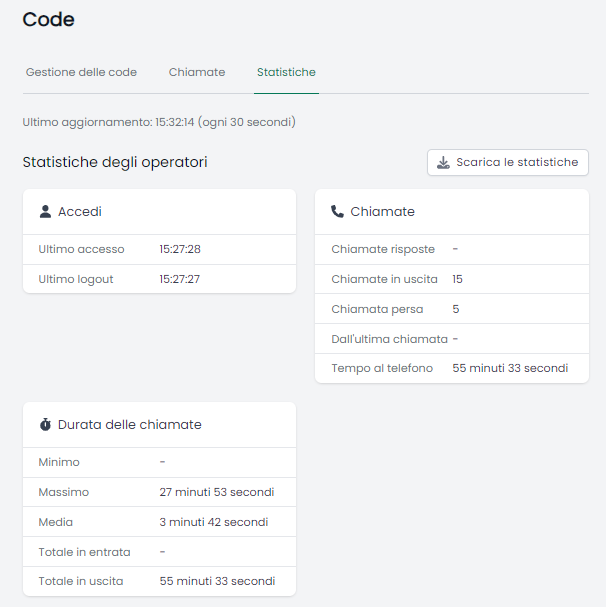 Code
Gestione delle code Chiamate Statistiche
Ultimo aggiornamento: 15:32:14 (ogni 30 secondi)
Statistiche degli operatori
Scarica le statistiche
Accedi
Ultimo accesso 15:27:28
Ultimo logout 15:27:27
Chiamate
Chiamate risposte -
Chiamate in uscita 15
Chiamata persa 5
Dall'ultima chiamata -
Tempo al telefono 55 minuti 33 secondi
Durata delle chiamate
Minimo -
Massimo 27 minuti 53 secondi
Media 3 minuti 42 secondi
Totale in entrata -
Totale in uscita 55 minuti 33 secondi